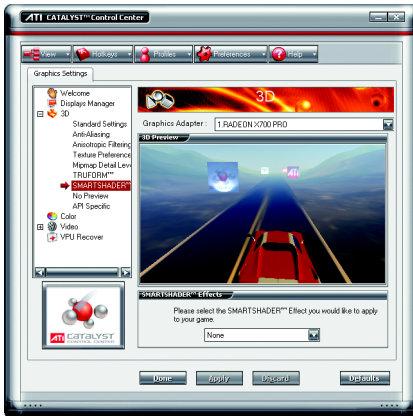 ATI CATALYST™ Control Center
View Hotkeys Profiles Preferences Help
Graphics Settings
Welcome
Displays Manager
3D
Standard Settings
Anti-Aliasing
Anisotropic Filtering
Texture Preference
Mipmap Detail Leve
TRUFORM™
SMARTSHADER™
No Preview
API Specific
Color
Video
VPU Recover
3D
Graphics Adapter : 1.RADEON X700 PRO
3D Preview
ATI
SMARTSHADER™ Effects
Please select the SMARTSHADER™ Effect you would like to apply
to your game.
None
ATI CATALYST
CONTROL CENTER
Done Apply Discard Defaults